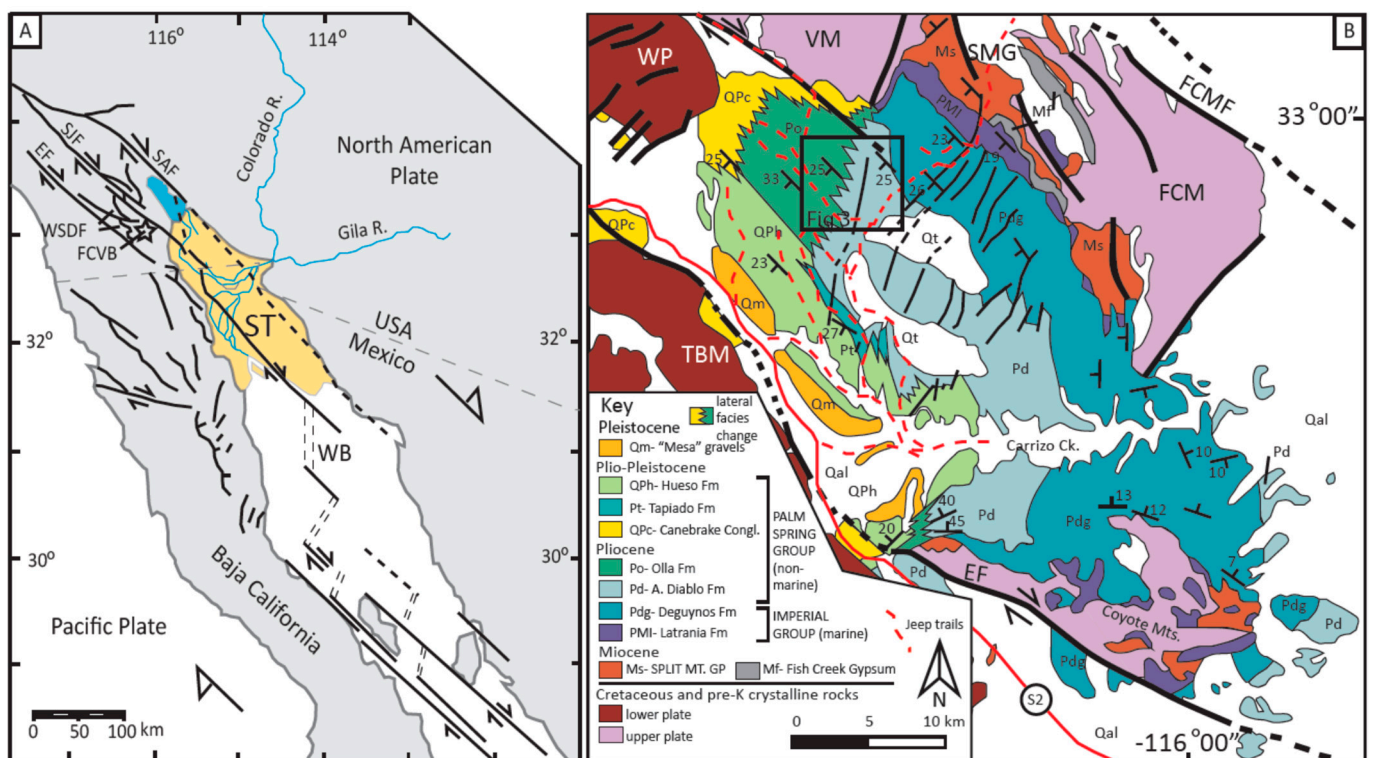 A
116°
114°
Colorado R.
SJF
EF
SAF
North American
Plate
WSDF
FCVB
Gila R.
ST
USA
Mexico
32°
32°
WB
30°
30°
Baja California
Pacific Plate
0 50 100 km
B
WP
VM
SMG
Ms
FCMF
33°00"
QPc
PMI
Mf
Po
23
19
25
33
25
25
26
FCM
Fig 3
Pdg
QPc
QPh
Qt
Ms
23
Qm
27
Pt
Qt
TBM
Pd
Qm
Qal
Carrizo Ck.
Pd
Qal
QPh
10
10
40
45
Pd
13
12
Pdg
20
EF
Pd
7
Coyote Mts.
Pdg
Pd
Pdg
S2
Qal
-116°00"
Key
lateral
facies
change
Pleistocene
Qm- “Mesa” gravels
Plio-Pleistocene
QPh- Hueso Fm
Pt- Tapiado Fm
QPc- Canebrake Congl.
PALM
SPRING
GROUP
(non-
marine)
Pliocene
Po- Olla Fm
Pd- A. Diablo Fm
Pdg- Deguynos Fm
PMI- Latrania Fm
IMPERIAL
GROUP (marine)
Miocene
Ms- SPLIT MT. GP
Mf- Fish Creek Gypsum
Cretaceous and pre-K crystalline rocks
lower plate
upper plate
Jeep trails
N
0 5 10 km